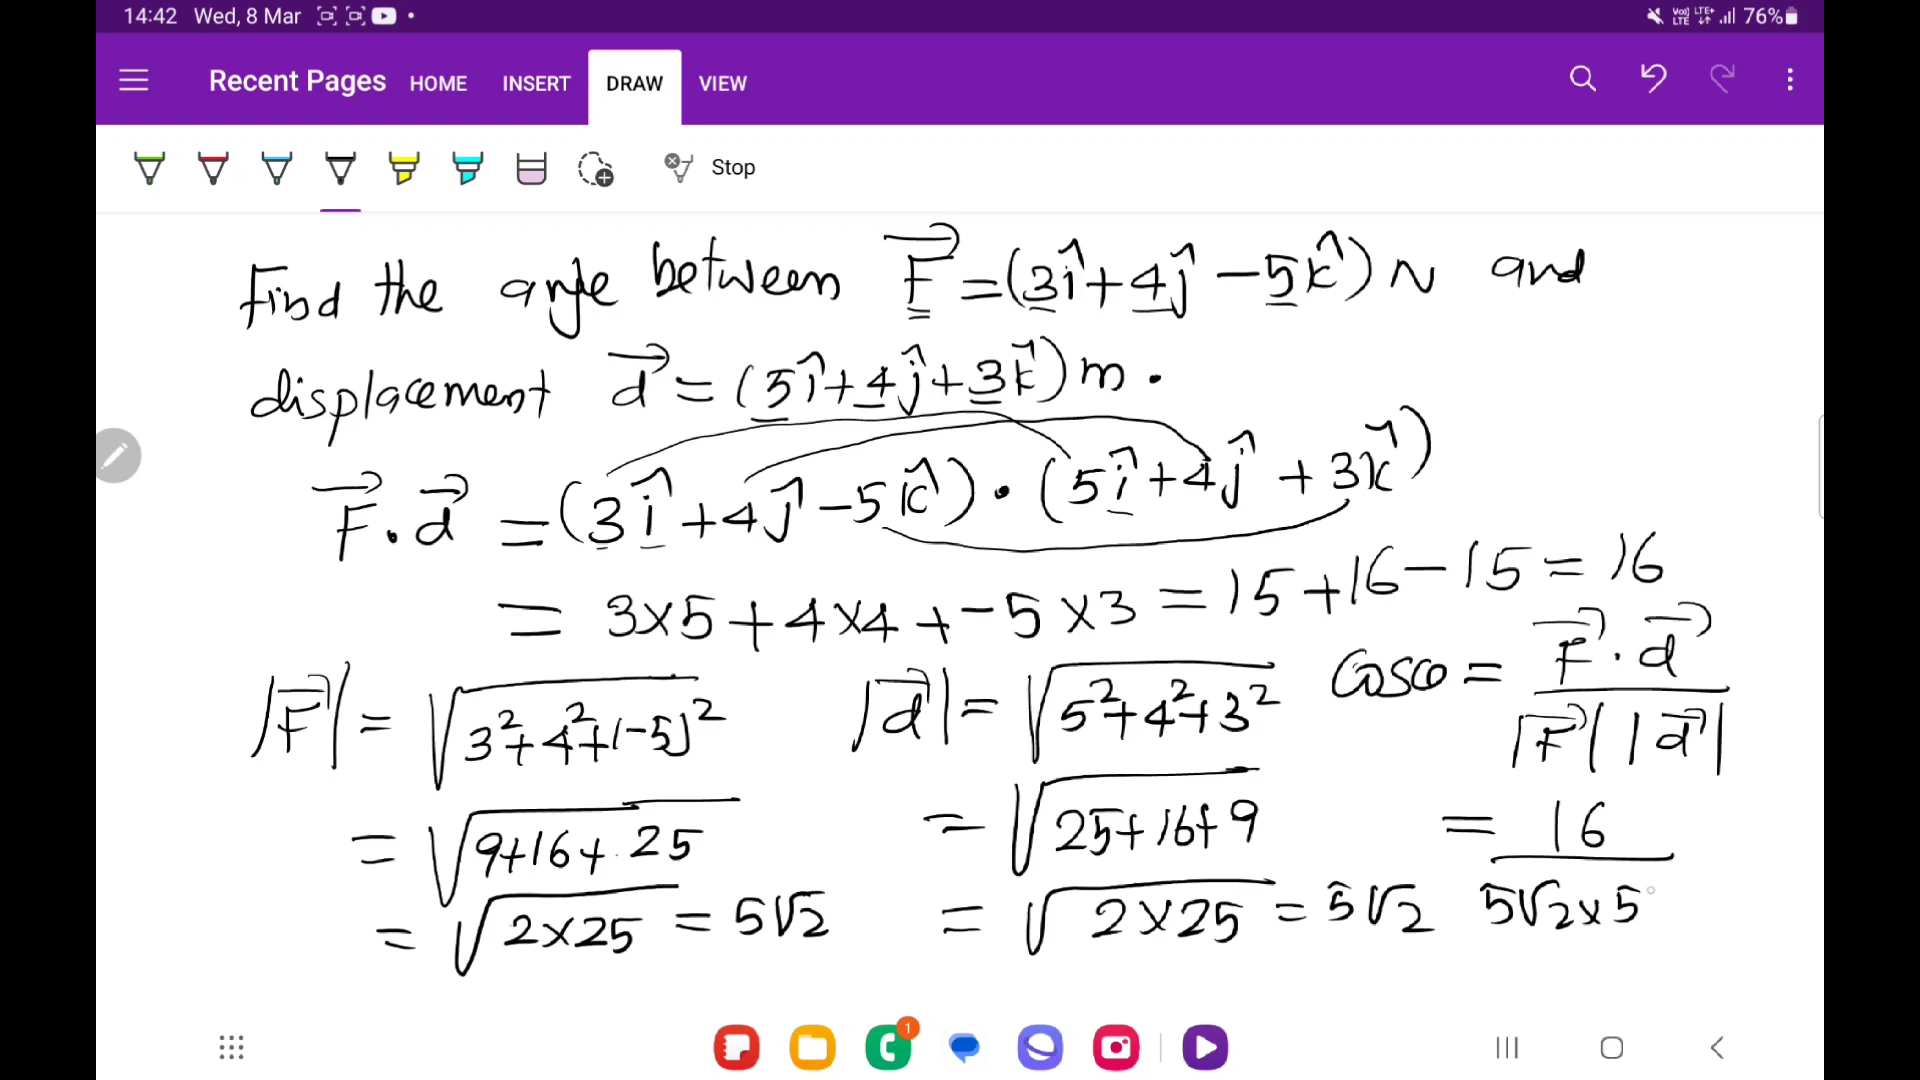 14:42 Wed, 8 Mar 76%
Recent Pages HOME INSERT DRAW VIEW
Stop
Find the angle between F⃗ = (3î + 4ĵ − 5k̂) N and
displacement d⃗ = (5î + 4ĵ + 3k̂) m.
F⃗ . d⃗ = (3î + 4ĵ − 5k̂) • (5î + 4ĵ + 3k̂)
= 3×5 + 4×4 + −5×3 = 15 + 16 − 15 = 16
|F⃗| = √(3² + 4² + (−5)²) |d⃗| = √(5² + 4² + 3²) Cosθ = F⃗ . d⃗ / |F⃗| |d⃗|
= √(9 + 16 + 25) = √(25 + 16 + 9) = 16
= √(2×25) = 5√2 = √(2×25) = 5√2 5√2 × 5
1